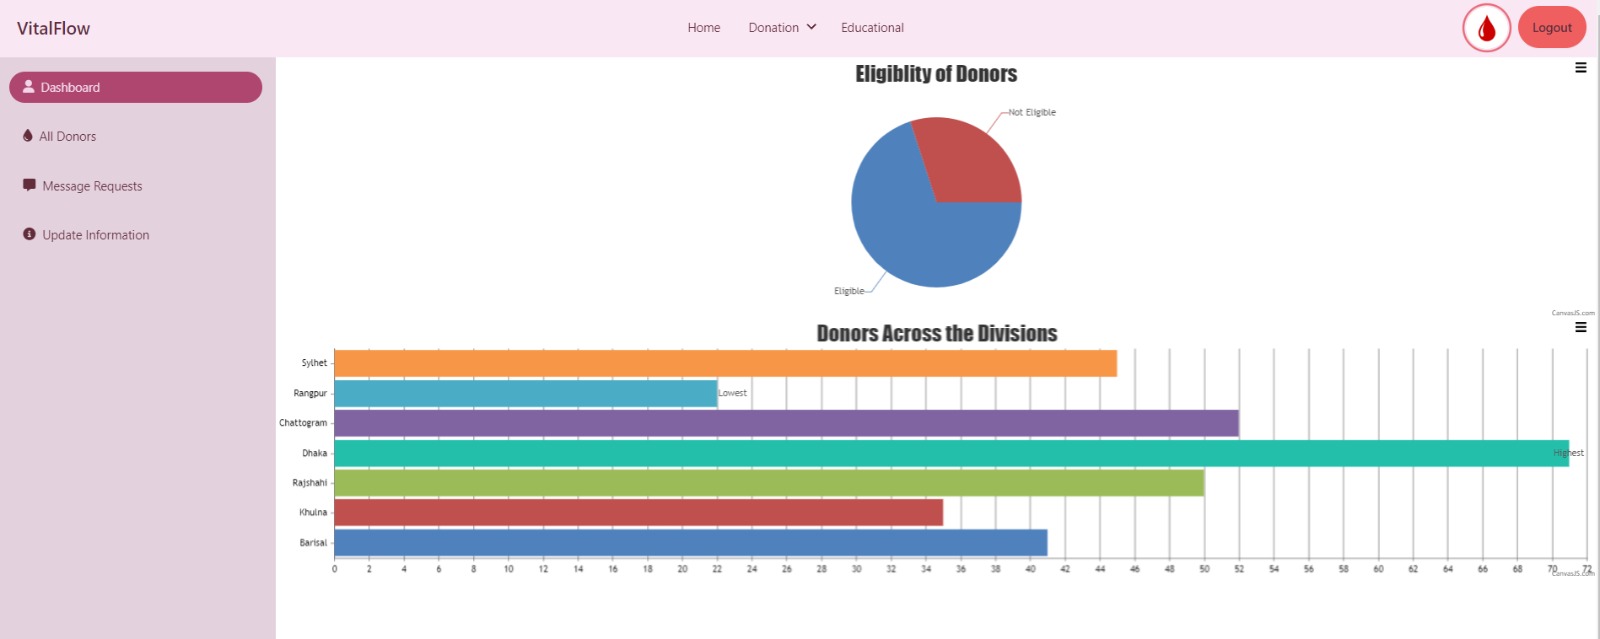 VitalFlow
Home
Donation
Educational
Logout
Dashboard
All Donors
Message Requests
Update Information
Eligiblity of Donors
Not Eligible
Eligible
CanvasJS.com
Donors Across the Divisions
Sylhet
Rangpur
Lowest
Chattogram
Dhaka
Highest
Rajshahi
Khulna
Barisal
0 2 4 6 8 10 12 14 16 18 20 22 24 26 28 30 32 34 36 38 40 42 44 46 48 50 52 54 56 58 60 62 64 66 68 70 72
CanvasJS.com